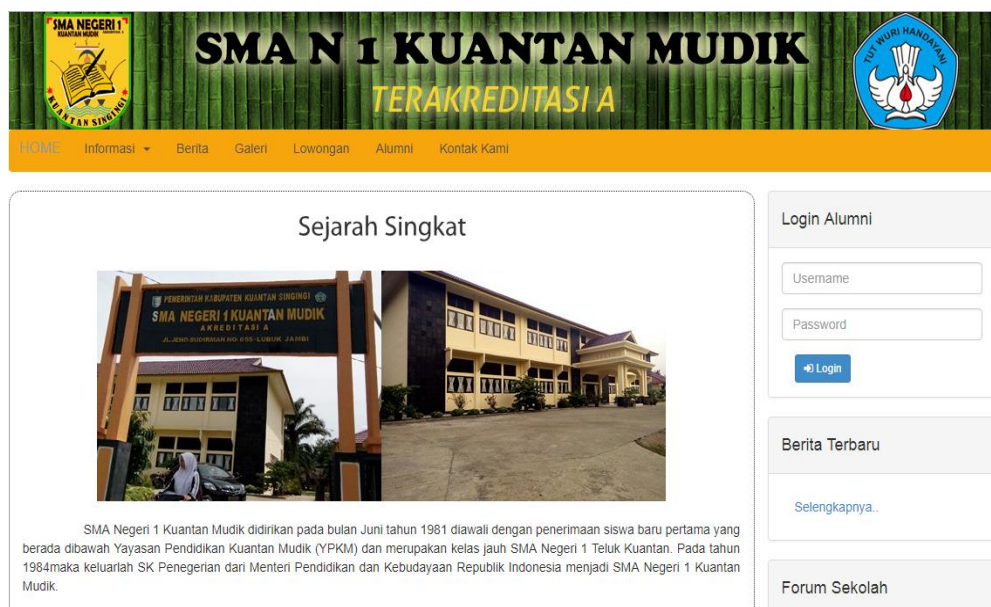 SMA NEGERI 1
KUANTAN MUDIK
KUANTAN SINGINGI
SMA N 1 KUANTAN MUDIK
TERAKREDITASI A
TUT WURI HANDAYANI
HOME Informasi Berita Galeri Lowongan Alumni Kontak Kami
Sejarah Singkat
PEMERINTAH KABUPATEN KUANTAN SINGINGI
SMA NEGERI 1 KUANTAN MUDIK
AKREDITASI A
JL.JEND.SUDIRMAN NO.055-LUBUK JAMBI
SMA Negeri 1 Kuantan Mudik didirikan pada bulan Juni tahun 1981 diawali dengan penerimaan siswa baru pertama yang
berada dibawah Yayasan Pendidikan Kuantan Mudik (YPKM) dan merupakan kelas jauh SMA Negeri 1 Teluk Kuantan. Pada tahun
1984maka keluarlah SK Penegerian dari Menteri Pendidikan dan Kebudayaan Republik Indonesia menjadi SMA Negeri 1 Kuantan
Mudik.
Login Alumni
Username
Password
Login
Berita Terbaru
Selengkapnya..
Forum Sekolah